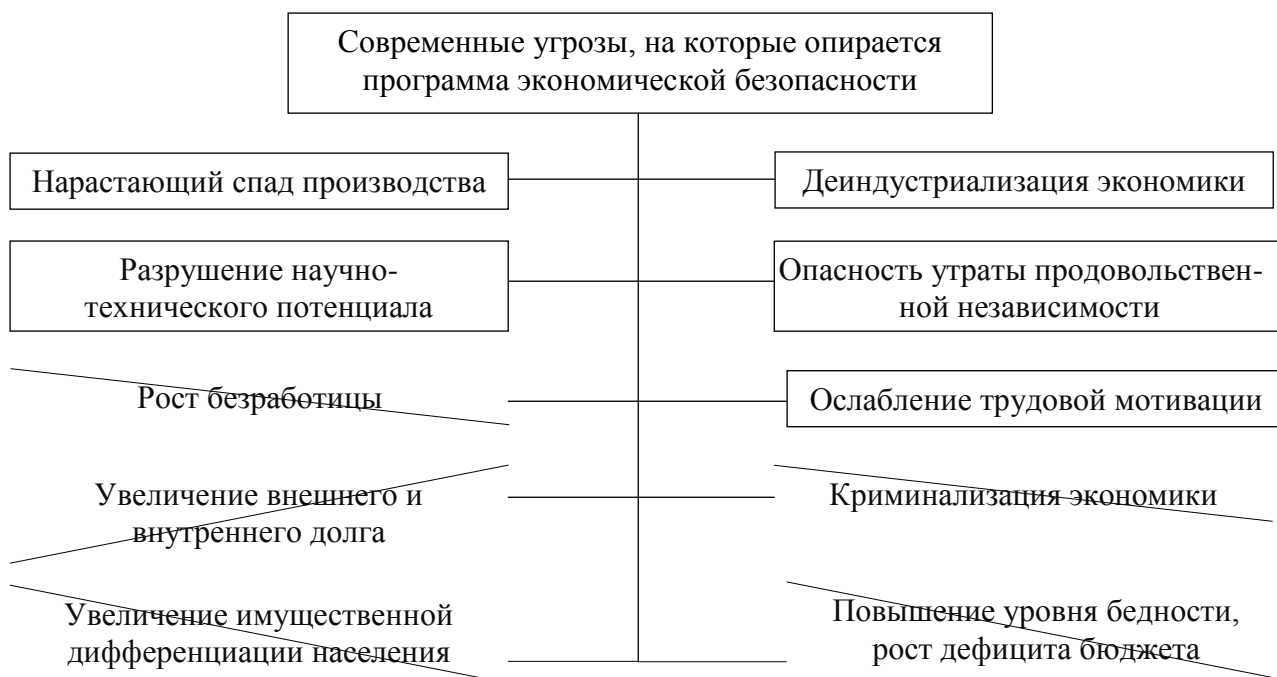 Современные угрозы, на которые опирается
программа экономической безопасности
Нарастающий спад производства
Деиндустриализация экономики
Разрушение научно-
технического потенциала
Опасность утраты продовольствен-
ной независимости
Рост безработицы
Ослабление трудовой мотивации
Увеличение внешнего и
внутреннего долга
Криминализация экономики
Увеличение имущественной
дифференциации населения
Повышение уровня бедности,
рост дефицита бюджета